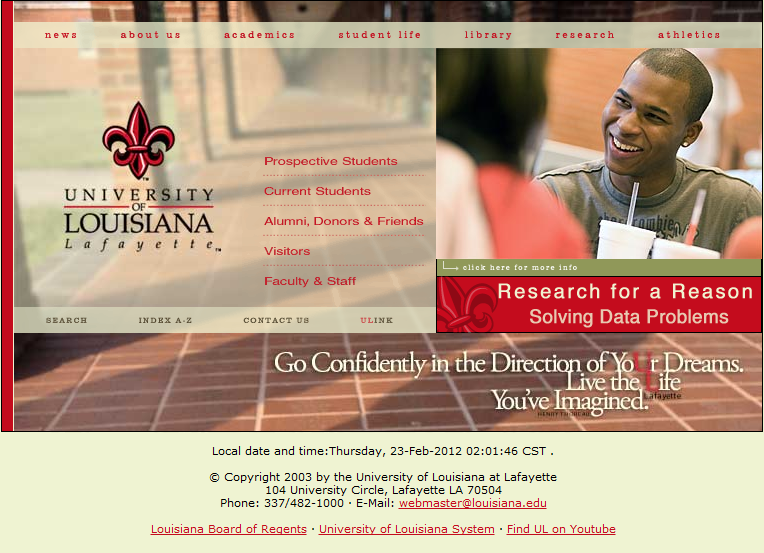 news about us academics student life library research athletics
UNIVERSITY
OF
LOUISIANA
Lafayette™
Prospective Students
Current Students
Alumni, Donors & Friends
Visitors
Faculty & Staff
abercrombie
click here for more info
Research for a Reason
Solving Data Problems
SEARCH INDEX A-Z CONTACT US ULINK
Go Confidently in the Direction of YoUr Dreams.
Live the Life
Lafayette
You've Imagined.
HENRY THOREAU
Local date and time:Thursday, 23-Feb-2012 02:01:46 CST .
© Copyright 2003 by the University of Louisiana at Lafayette
104 University Circle, Lafayette LA 70504
Phone: 337/482-1000 · E-Mail: webmaster@louisiana.edu
Louisiana Board of Regents · University of Louisiana System · Find UL on Youtube